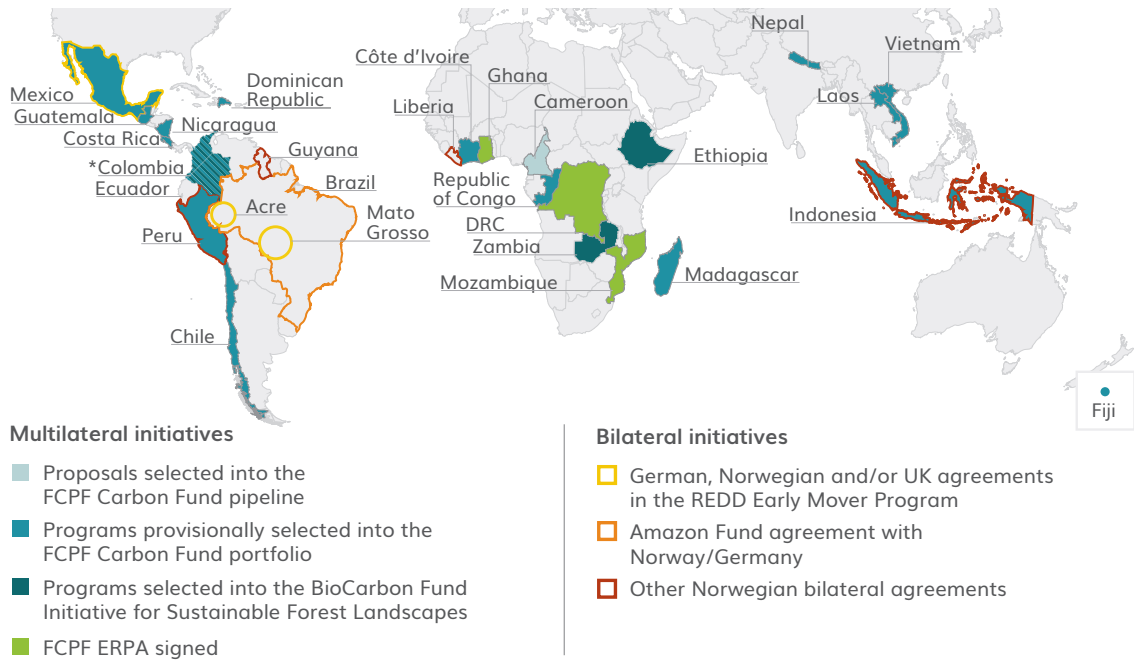 Nepal
Vietnam
Côte d’Ivoire
Ghana
Dominican
Republic
Mexico
Liberia
Cameroon
Laos
Guatemala
Nicaragua
Costa Rica
Guyana
Ethiopia
*Colombia
Ecuador
Brazil
Republic
of Congo
Acre
Mato
Grosso
Indonesia
Peru
DRC
Zambia
Madagascar
Mozambique
Chile
Fiji
Multilateral initiatives
Proposals selected into the
FCPF Carbon Fund pipeline
Programs provisionally selected into the
FCPF Carbon Fund portfolio
Programs selected into the BioCarbon Fund
Initiative for Sustainable Forest Landscapes
FCPF ERPA signed
Bilateral initiatives
German, Norwegian and/or UK agreements
in the REDD Early Mover Program
Amazon Fund agreement with
Norway/Germany
Other Norwegian bilateral agreements